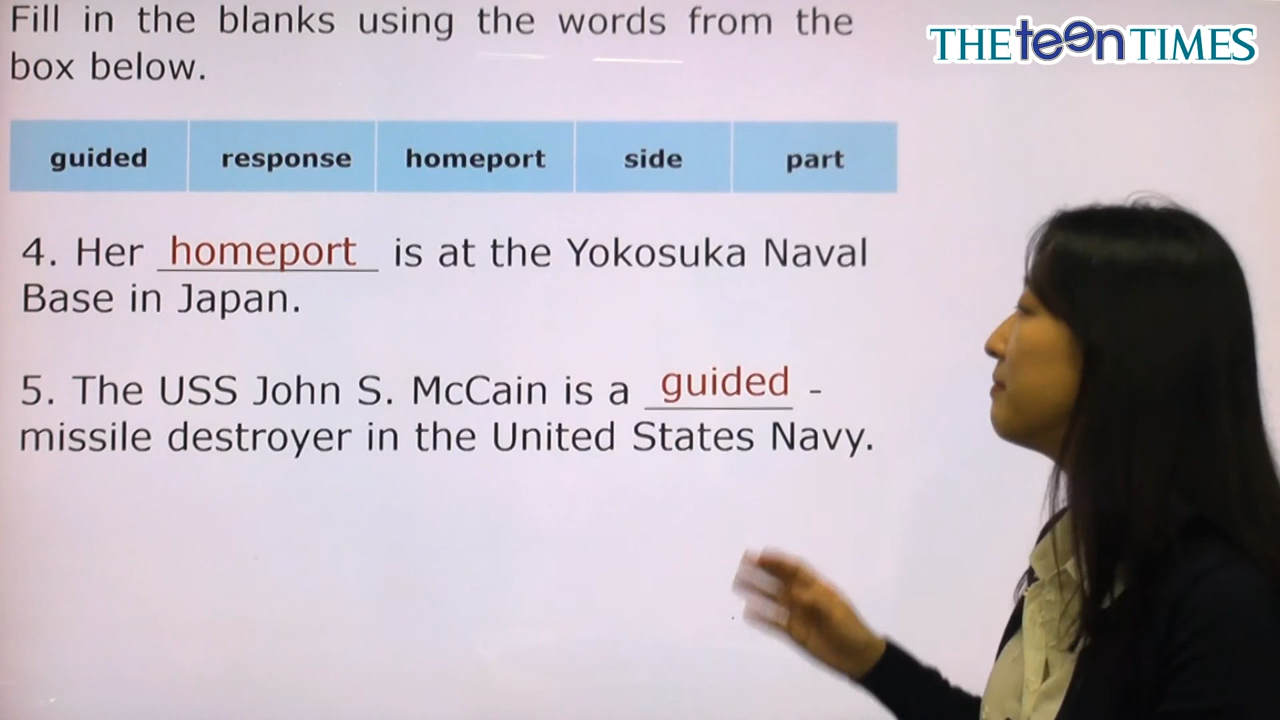 Fill in the blanks using the words from the
box below.
THE teen TIMES
guided response homeport side part
4. Her homeport is at the Yokosuka Naval
Base in Japan.
5. The USS John S. McCain is a guided -
missile destroyer in the United States Navy.